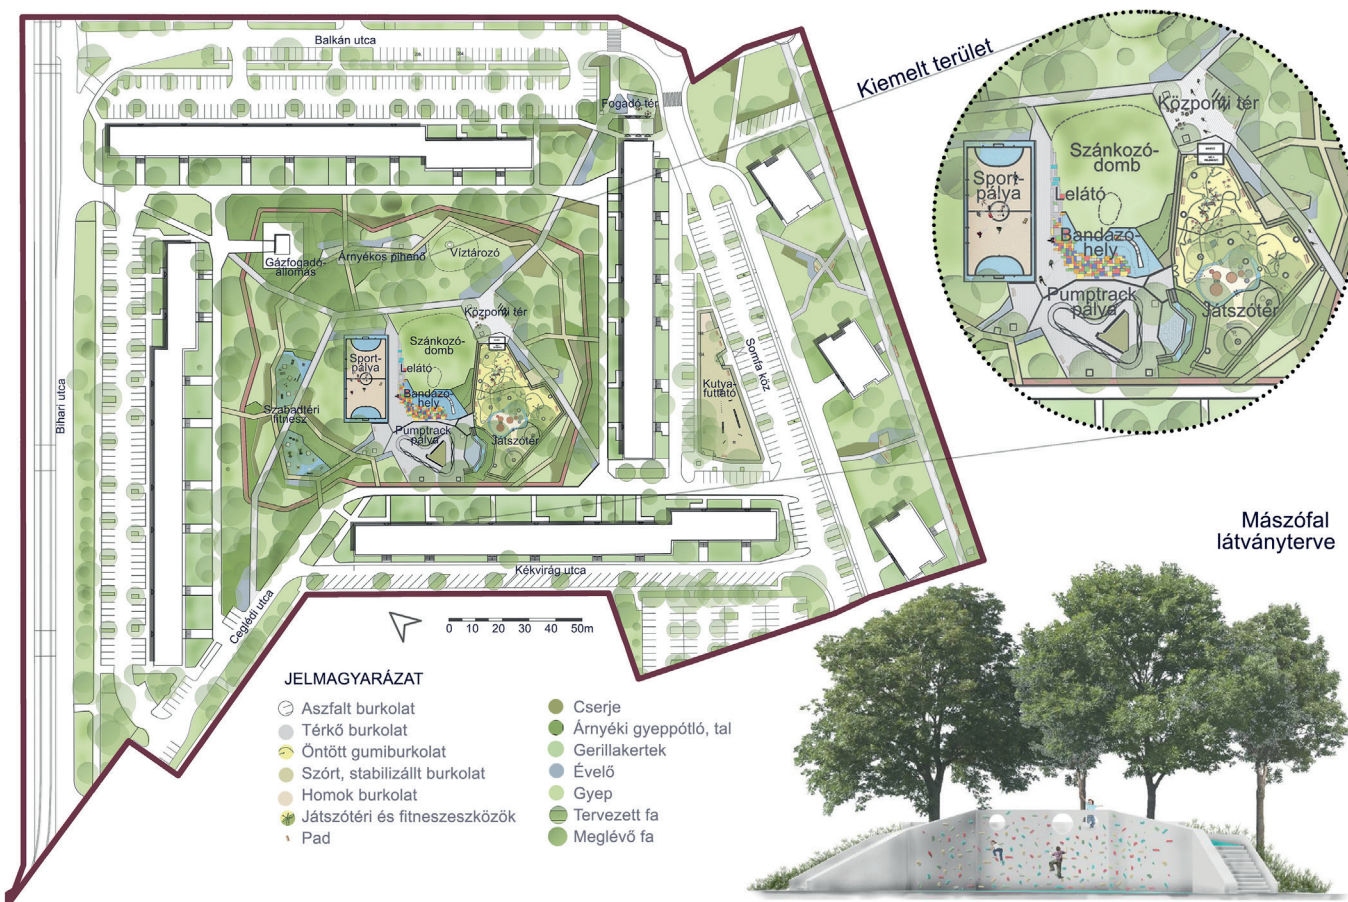 Balkán utca
Fogadó tér
Kiemelt terület
Központi tér
Szánkozó-
domb
Sport-
pálya
Lelátó
Bandázó-
hely
Pumptrack
pálya
Játszótér
Gázfogadó-
állomás
Árnyékos pihenő
Víztározó
Központi tér
Szánkozó-
domb
Sport-
pálya
Lelátó
Bandázó-
hely
Pumptrack
pálya
Játszótér
Szabadtéri
fitnesz
Kutya-
futtató
Somfa köz
Bihari utca
Kékvirág utca
Ceglédi utca
0 10 20 30 40 50m
Mászófal
látványterve
JELMAGYARÁZAT
Aszfalt burkolat
Térkő burkolat
Öntött gumiburkolat
Szórt, stabilizállt burkolat
Homok burkolat
Játszótéri és fitneszeszközök
Pad
Cserje
Árnyéki gyeppótló, tal
Gerillakertek
Évelő
Gyep
Tervezett fa
Meglévő fa